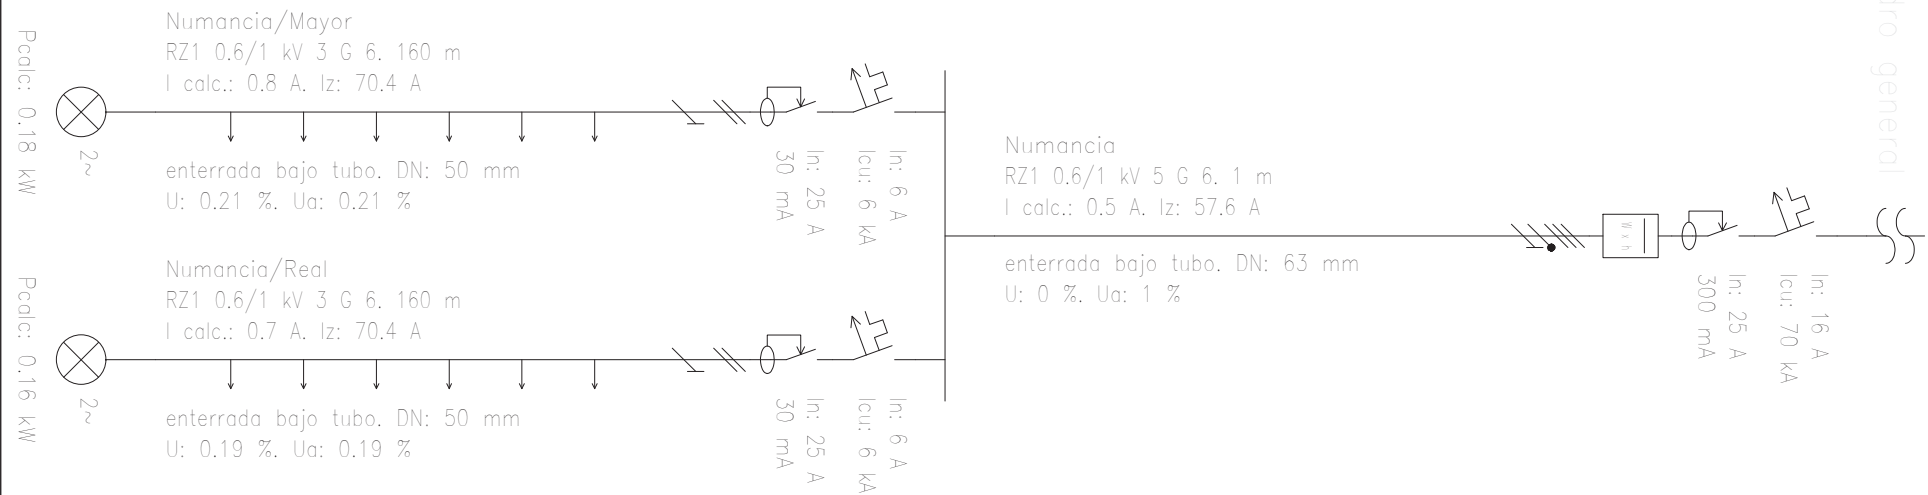 Numancia/Mayor
RZ1 0.6/1 kV 3 G 6. 160 m
I calc.: 0.8 A. Iz: 70.4 A
enterrada bajo tubo. DN: 50 mm
U: 0.21 %. Ua: 0.21 %
Pcalc: 0.18 kW
2~
In: 25 A
30 mA
In: 6 A
Icu: 6 kA
Numancia/Real
RZ1 0.6/1 kV 3 G 6. 160 m
I calc.: 0.7 A. Iz: 70.4 A
enterrada bajo tubo. DN: 50 mm
U: 0.19 %. Ua: 0.19 %
Pcalc: 0.16 kW
2~
In: 25 A
30 mA
In: 6 A
Icu: 6 kA
Numancia
RZ1 0.6/1 kV 5 G 6. 1 m
I calc.: 0.5 A. Iz: 57.6 A
enterrada bajo tubo. DN: 63 mm
U: 0 %. Ua: 1 %
W x h
In: 25 A
300 mA
In: 16 A
Icu: 70 kA
dro general